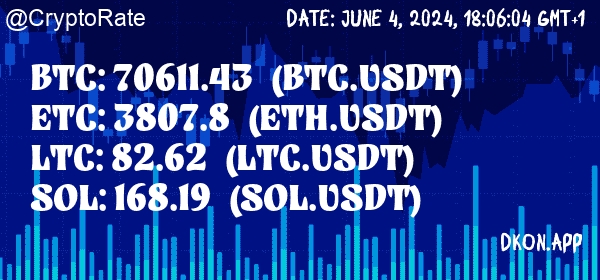 @CryptoRate
DATE: JUNE 4, 2024, 18:06:04 GMT+1
BTC: 70611.43 (BTC.USDT)
ETC: 3807.8 (ETH.USDT)
LTC: 82.62 (LTC.USDT)
SOL: 168.19 (SOL.USDT)
DKON.APP